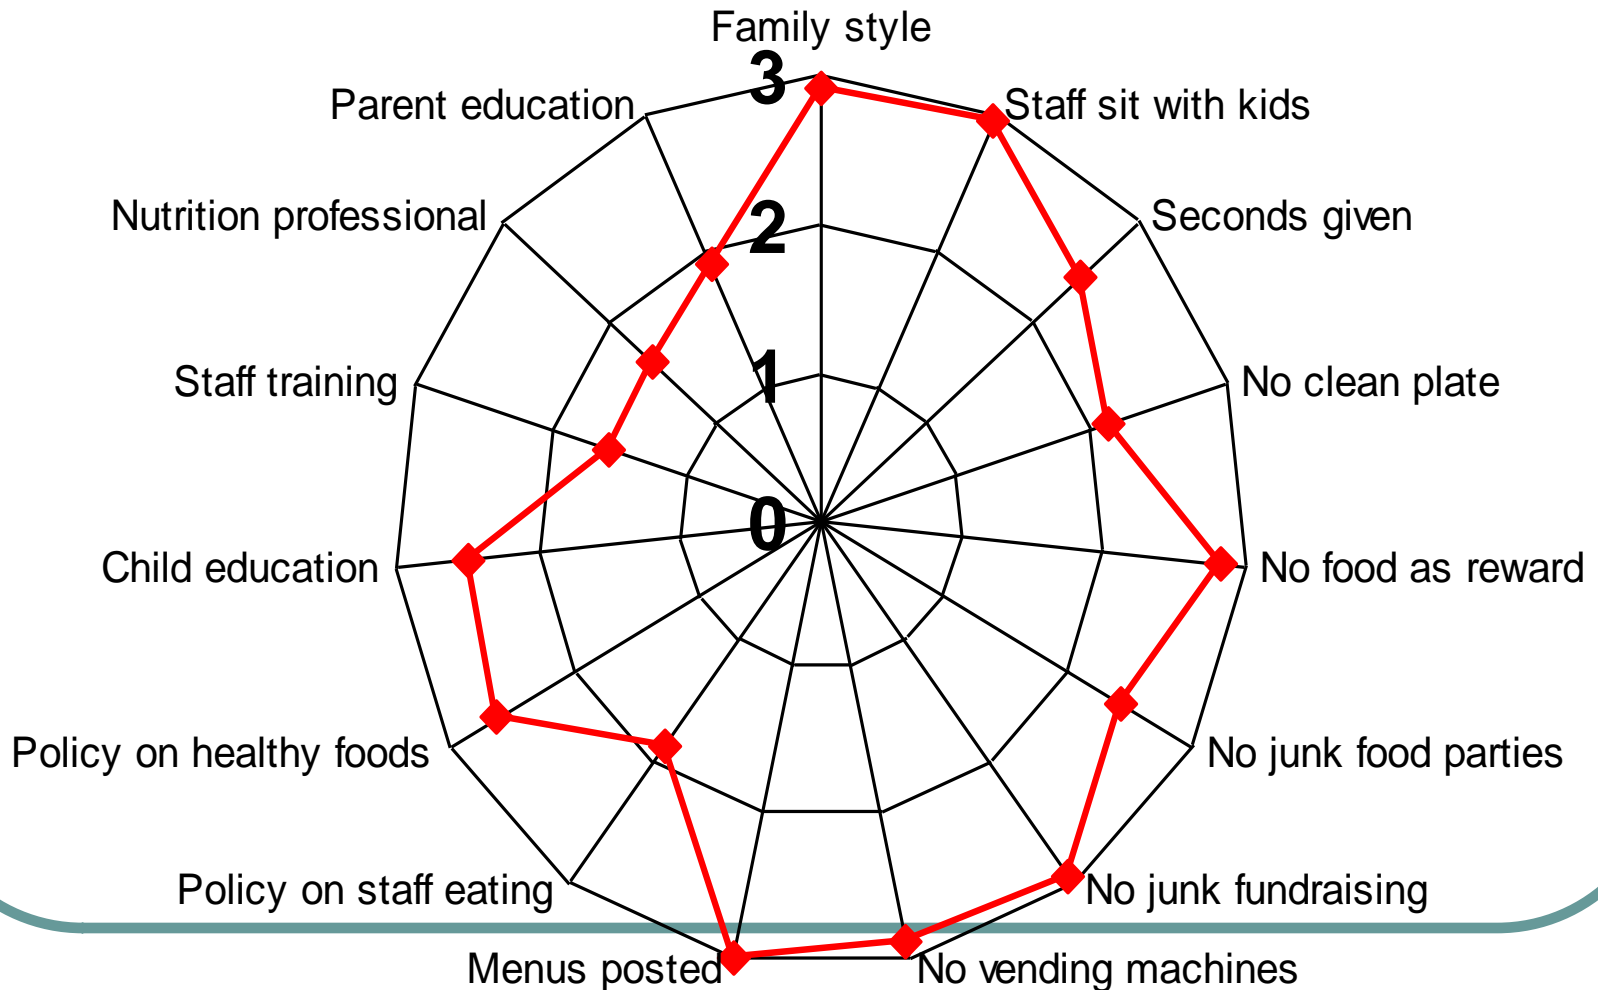 Family style
3
Parent education
Staff sit with kids
Nutrition professional
2
Seconds given
Staff training
1
No clean plate
0
Child education
No food as reward
Policy on healthy foods
No junk food parties
Policy on staff eating
No junk fundraising
Menus posted
No vending machines